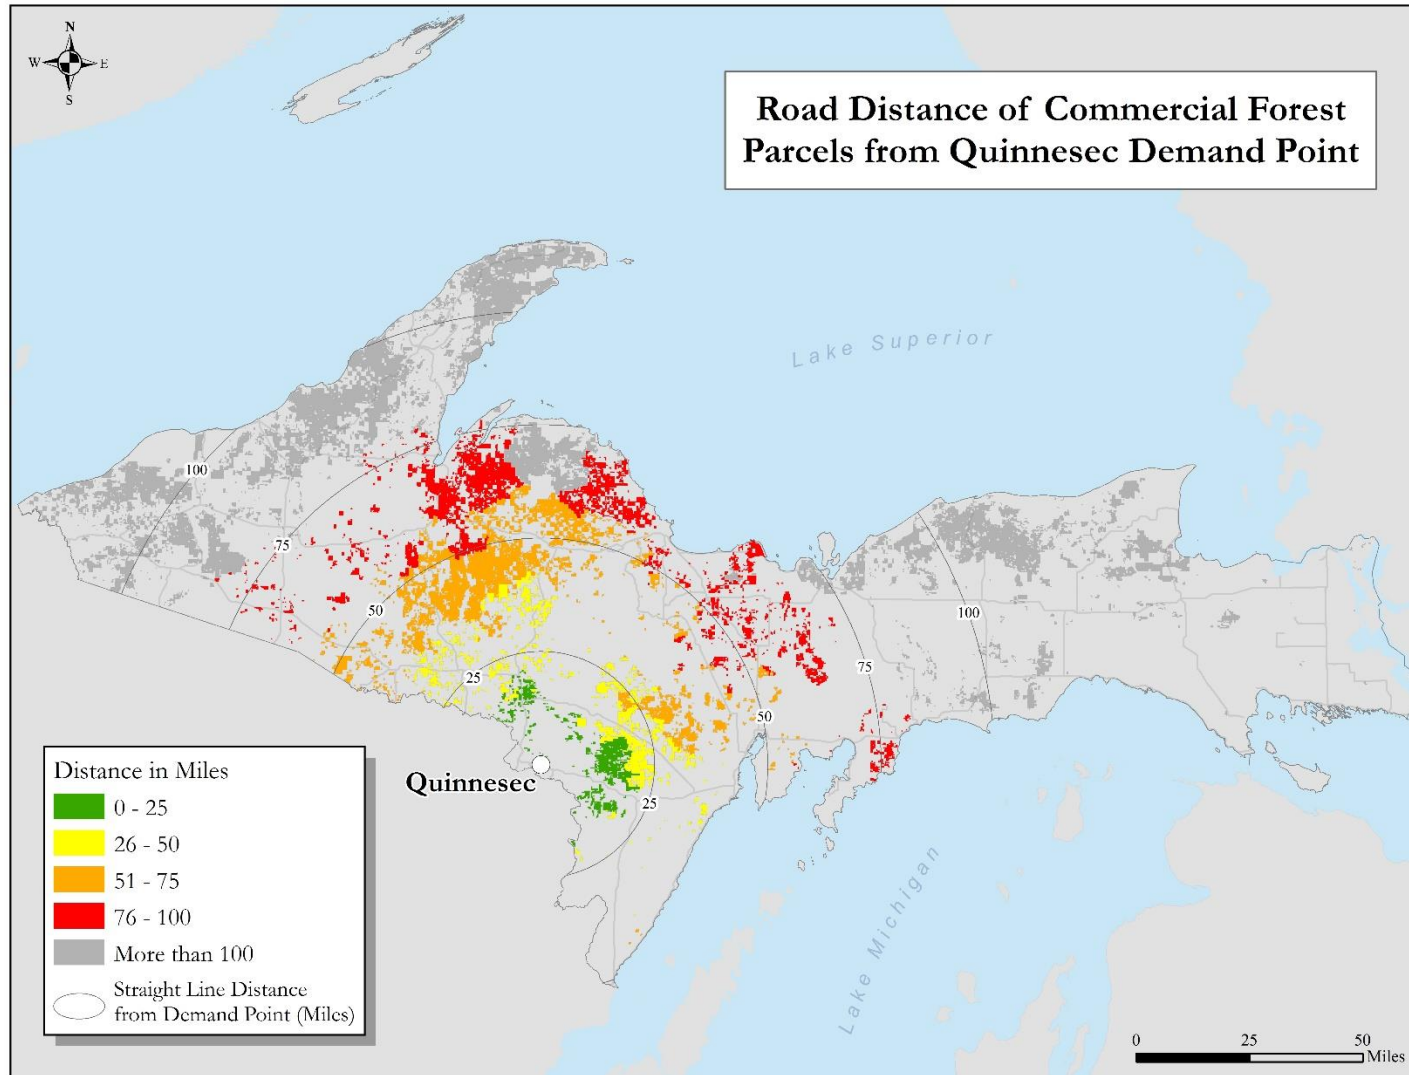 N
W E
S
Road Distance of Commercial Forest
Parcels from Quinnesec Demand Point
Lake Superior
100
75
50
25
100
75
50
25
Quinnesec
Lake Michigan
Distance in Miles
0 - 25
26 - 50
51 - 75
76 - 100
More than 100
Straight Line Distance
from Demand Point (Miles)
0 25 50
Miles